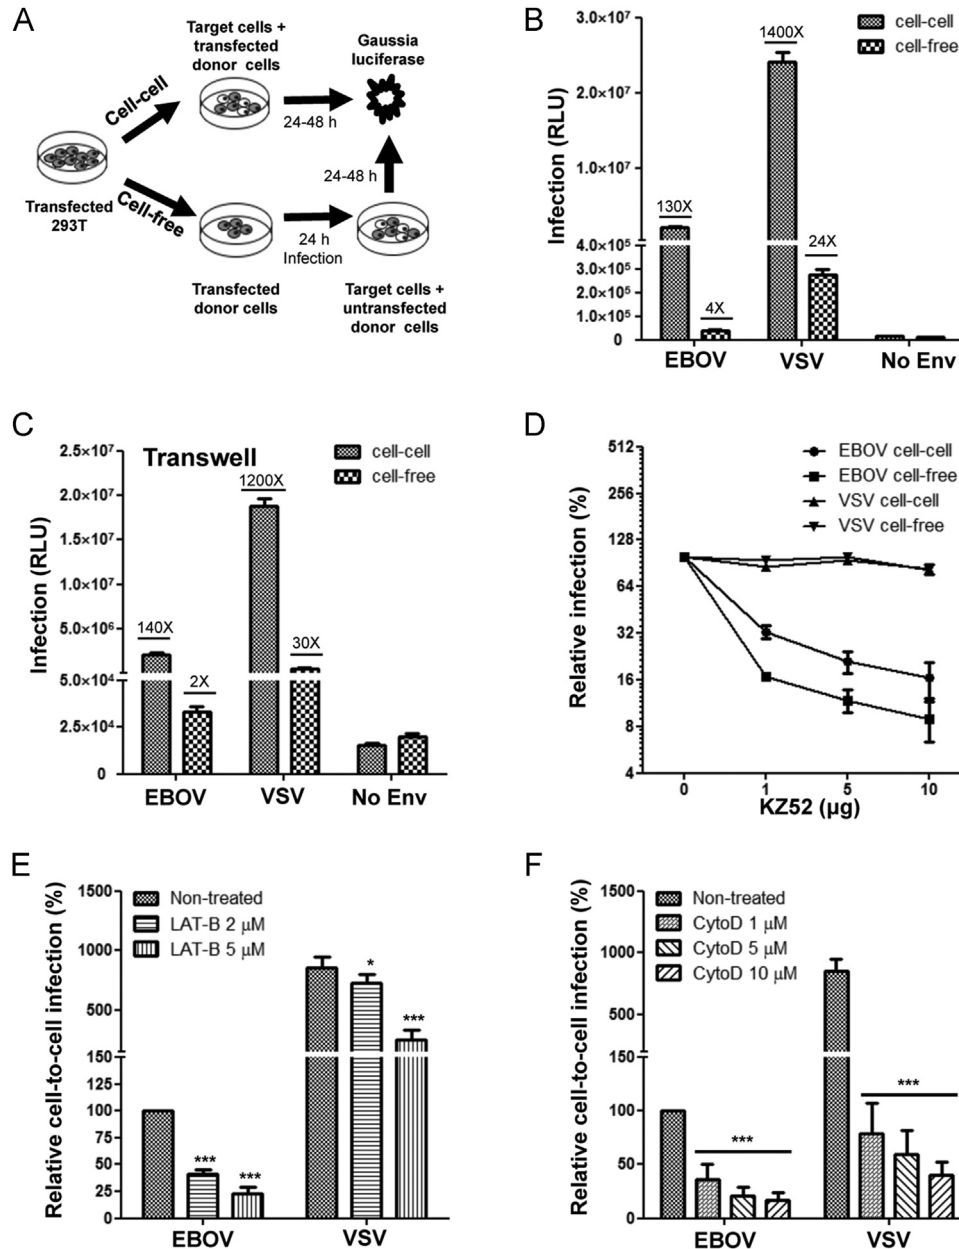 A
Target cells +
transfected
donor cells
Gaussia
luciferase
Cell-cell
24-48 h
Transfected
293T
Cell-free
24-48 h
24 h
Infection
Transfected
donor cells
Target cells +
untransfected
donor cells
B
Infection (RLU)
3.0×10⁷
2.0×10⁷
1.0×10⁷
4.0×10⁵
3.0×10⁵
2.0×10⁵
1.0×10⁵
0
1400X
130X
24X
4X
cell-cell
cell-free
EBOV VSV No Env
C
Transwell
Infection (RLU)
2.5×10⁷
2.0×10⁷
1.5×10⁷
1.0×10⁷
5.0×10⁶
5.0×10⁴
2.5×10⁴
0
1200X
140X
30X
2X
cell-cell
cell-free
EBOV VSV No Env
D
Relative infection (%)
512
256
128
64
32
16
8
4
EBOV cell-cell
EBOV cell-free
VSV cell-cell
VSV cell-free
0 1 5 10
KZ52 (µg)
E
Relative cell-to-cell infection (%)
1500
1000
500
150
125
100
75
50
25
0
Non-treated
LAT-B 2 µM
LAT-B 5 µM
*
***
***
***
EBOV VSV
F
Relative cell-to-cell infection (%)
1500
1000
500
150
100
50
0
Non-treated
CytoD 1 µM
CytoD 5 µM
CytoD 10 µM
***
***
EBOV VSV